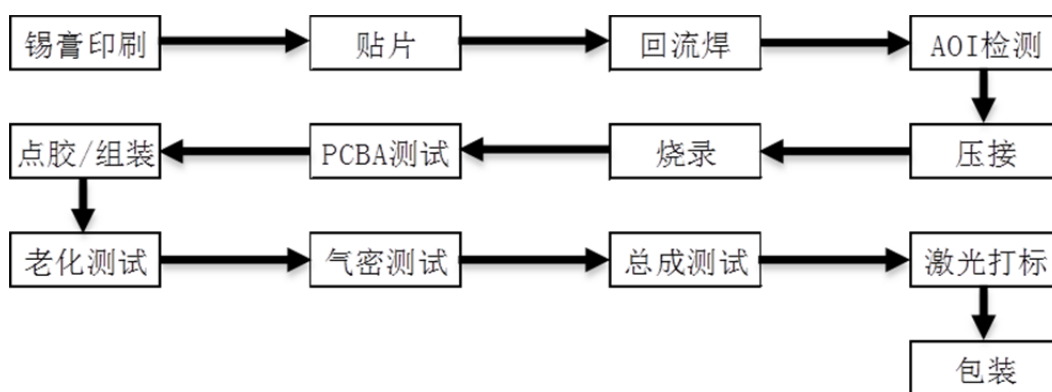 锡膏印刷
贴片
回流焊
AOI检测
压接
烧录
PCBA测试
点胶/组装
老化测试
气密测试
总成测试
激光打标
包装